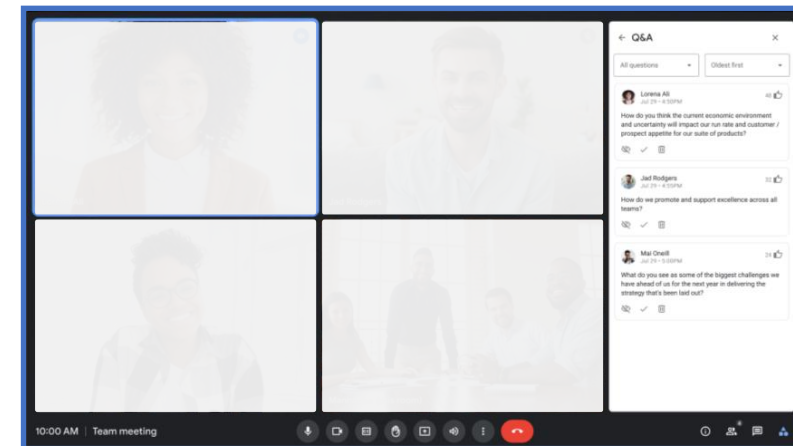 Q&A
All questions
Oldest first
Lorena Ali
Jul 29 • 4:50PM
How do you think the current economic environment
and uncertainty will impact our run rate and customer /
prospect appetite for our suite of products?
Jad Rodgers
Jul 29 • 4:55PM
How do we promote and support excellence across all
teams?
Mai Oneill
Jul 29 • 5:00PM
What do you see as some of the biggest challenges we
have ahead of us for the next year in delivering the
strategy that's been laid out?
10:00 AM | Team meeting